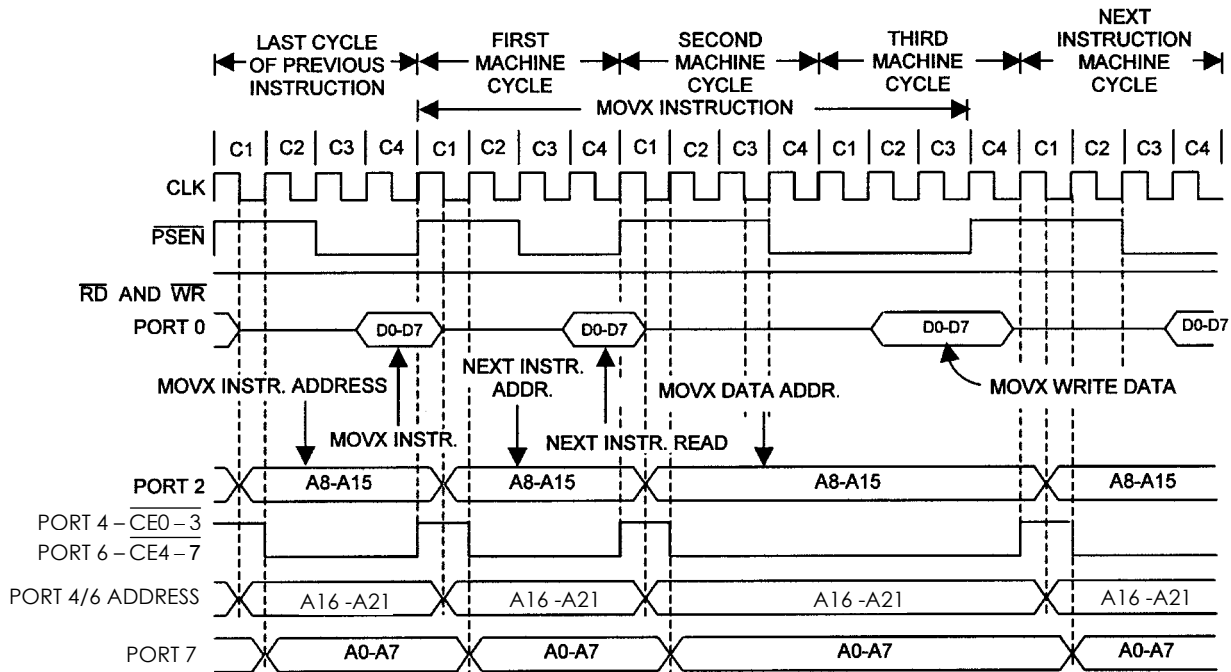 LAST CYCLE
OF PREVIOUS
INSTRUCTION
FIRST
MACHINE
CYCLE
SECOND
MACHINE
CYCLE
THIRD
MACHINE
CYCLE
NEXT
INSTRUCTION
MACHINE
CYCLE
MOVX INSTRUCTION
C1 C2 C3 C4 C1 C2 C3 C4 C1 C2 C3 C4 C1 C2 C3 C4 C1 C2 C3 C4
CLK
PSEN
RD AND WR
PORT 0
D0-D7 D0-D7 D0-D7 D0-D7
MOVX INSTR. ADDRESS
NEXT INSTR.
ADDR.
MOVX DATA ADDR.
MOVX WRITE DATA
MOVX INSTR.
NEXT INSTR. READ
PORT 2 A8-A15 A8-A15 A8-A15 A8-A15
PORT 4 – CE0 – 3
PORT 6 – CE4 – 7
PORT 4/6 ADDRESS A16 -A21 A16 -A21 A16 -A21 A16 -A21
PORT 7 A0-A7 A0-A7 A0-A7 A0-A7